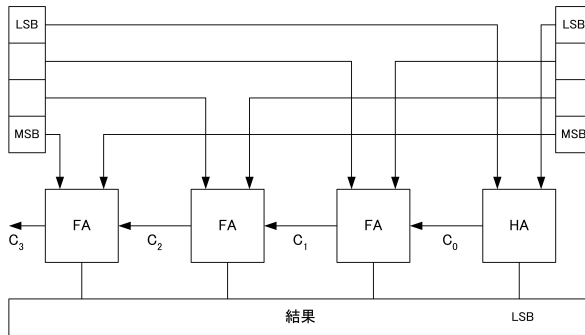 LSB LSB
MSB MSB
FA FA FA HA
C₃ C₂ C₁ C₀
結果 LSB